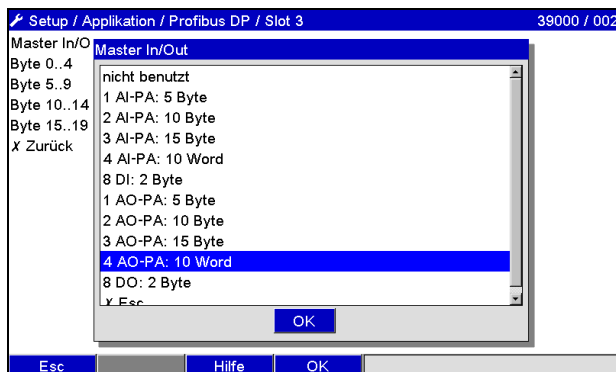 Setup / Applikation / Profibus DP / Slot 3 39000 / 002
Master In/O
Byte 0..4
Byte 5..9
Byte 10..14
Byte 15..19
X Zurück
Master In/Out
nicht benutzt
1 AI-PA: 5 Byte
2 AI-PA: 10 Byte
3 AI-PA: 15 Byte
4 AI-PA: 10 Word
8 DI: 2 Byte
1 AO-PA: 5 Byte
2 AO-PA: 10 Byte
3 AO-PA: 15 Byte
4 AO-PA: 10 Word
8 DO: 2 Byte
X Esc
OK
Esc Hilfe OK